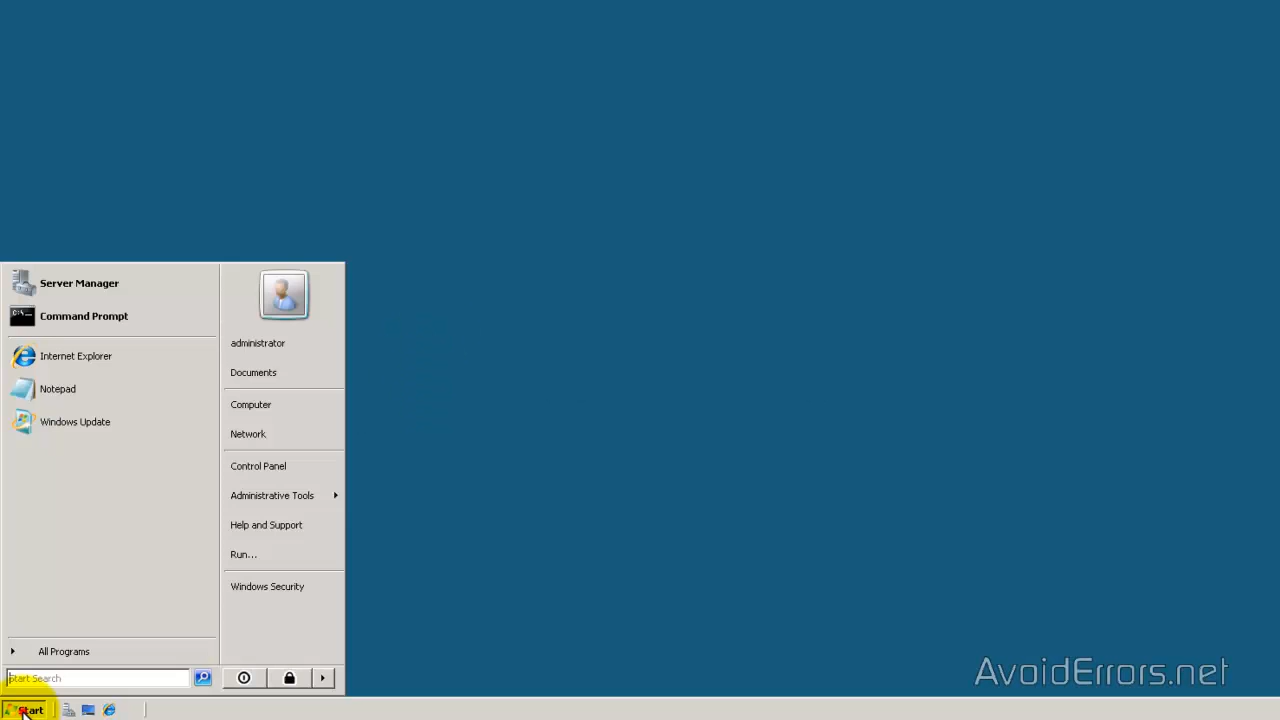 Server Manager
Command Prompt
Internet Explorer
Notepad
Windows Update
All Programs
Start Search
administrator
Documents
Computer
Network
Control Panel
Administrative Tools
Help and Support
Run...
Windows Security
Start
AvoidErrors.net